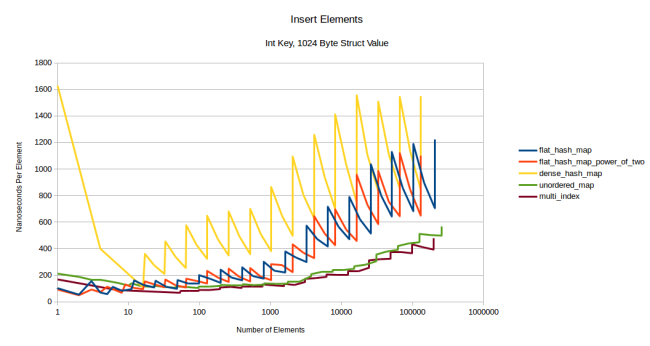 Insert Elements
Int Key, 1024 Byte Struct Value
1800
1600
1400
1200
1000
800
600
400
200
0
Nanoseconds Per Element
1
10
100
1000
10000
100000
1000000
Number of Elements
flat_hash_map
flat_hash_map_power_of_two
dense_hash_map
unordered_map
multi_index